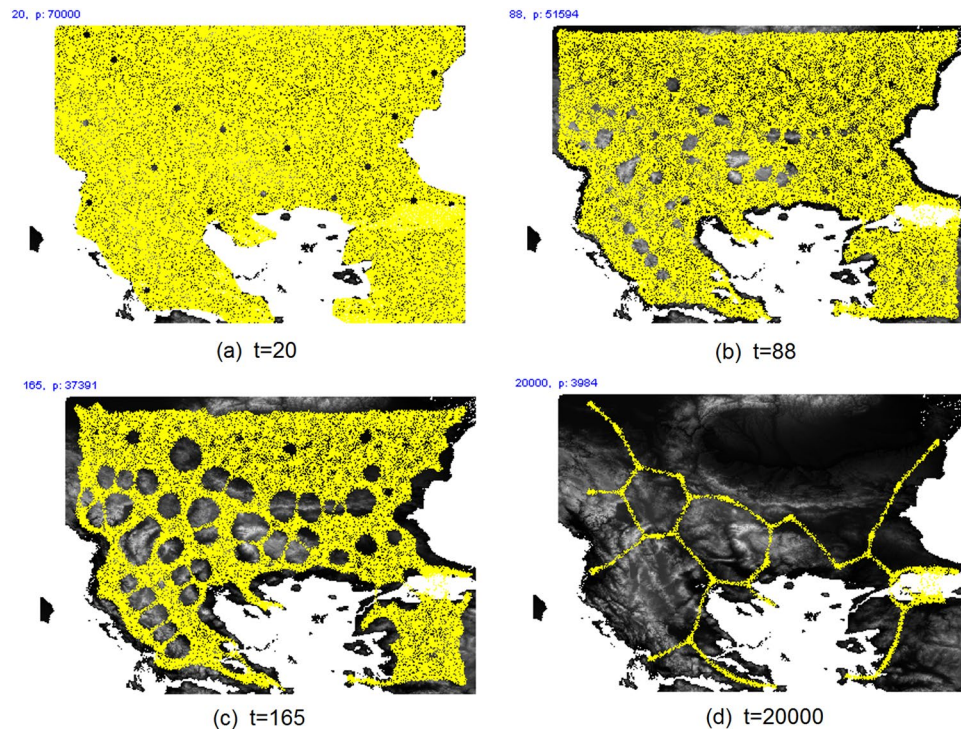 20, p:70000
88, p:51594
(a) t=20
(b) t=88
165, p:37391
20000, p:3984
(c) t=165
(d) t=20000